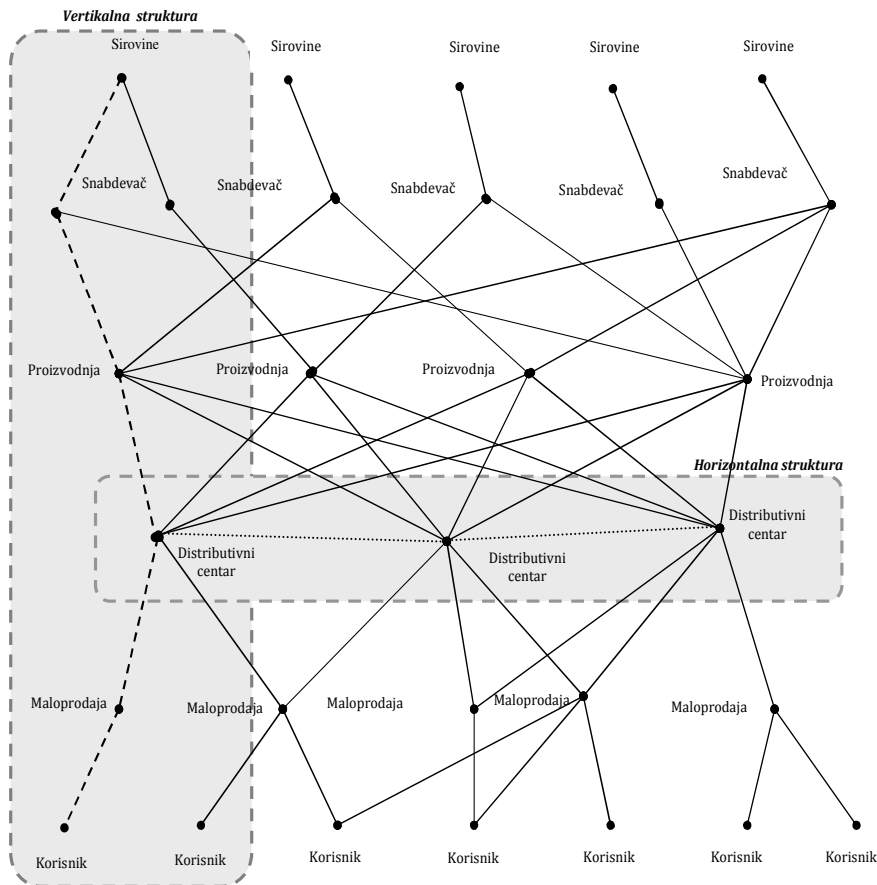 Vertikalna struktura
Sirovine
Sirovine
Sirovine
Sirovine
Sirovine
Snabdevač
Snabdevač
Snabdevač
Snabdevač
Snabdevač
Proizvodnja
Proizvodnja
Proizvodnja
Proizvodnja
Horizontalna struktura
Distributivni
centar
Distributivni
centar
Distributivni
centar
Maloprodaja
Maloprodaja
Maloprodaja
Maloprodaja
Maloprodaja
Korisnik
Korisnik
Korisnik
Korisnik
Korisnik
Korisnik
Korisnik